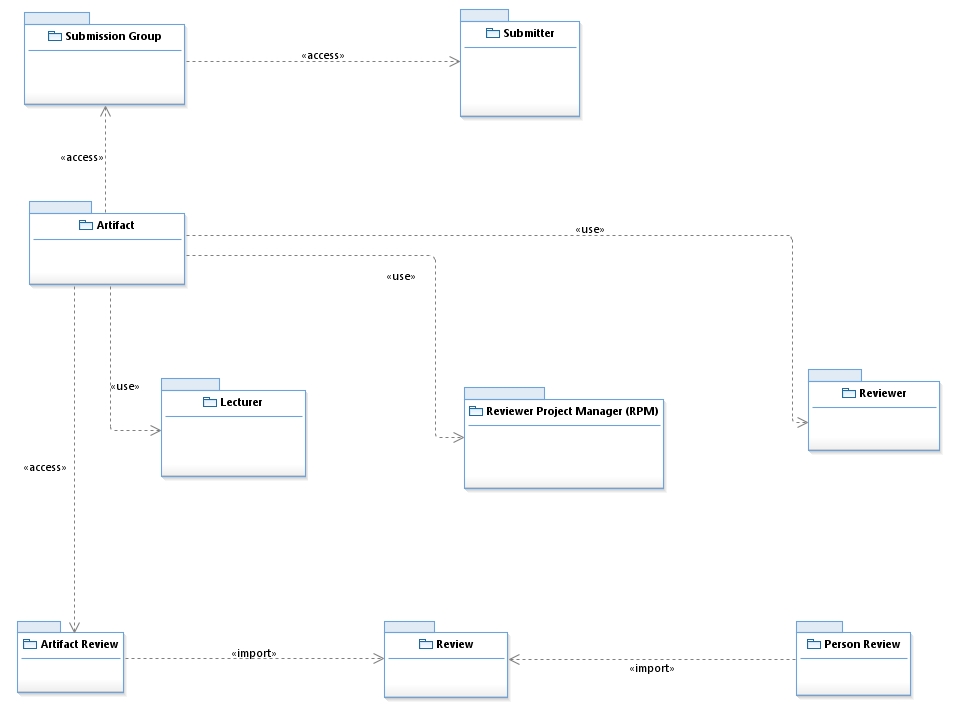 Submission Group
Submitter
«access»
«access»
Artifact
«use»
«use»
«use»
Lecturer
Reviewer Project Manager (RPM)
Reviewer
«access»
Artifact Review
Review
Person Review
«import»
«import»